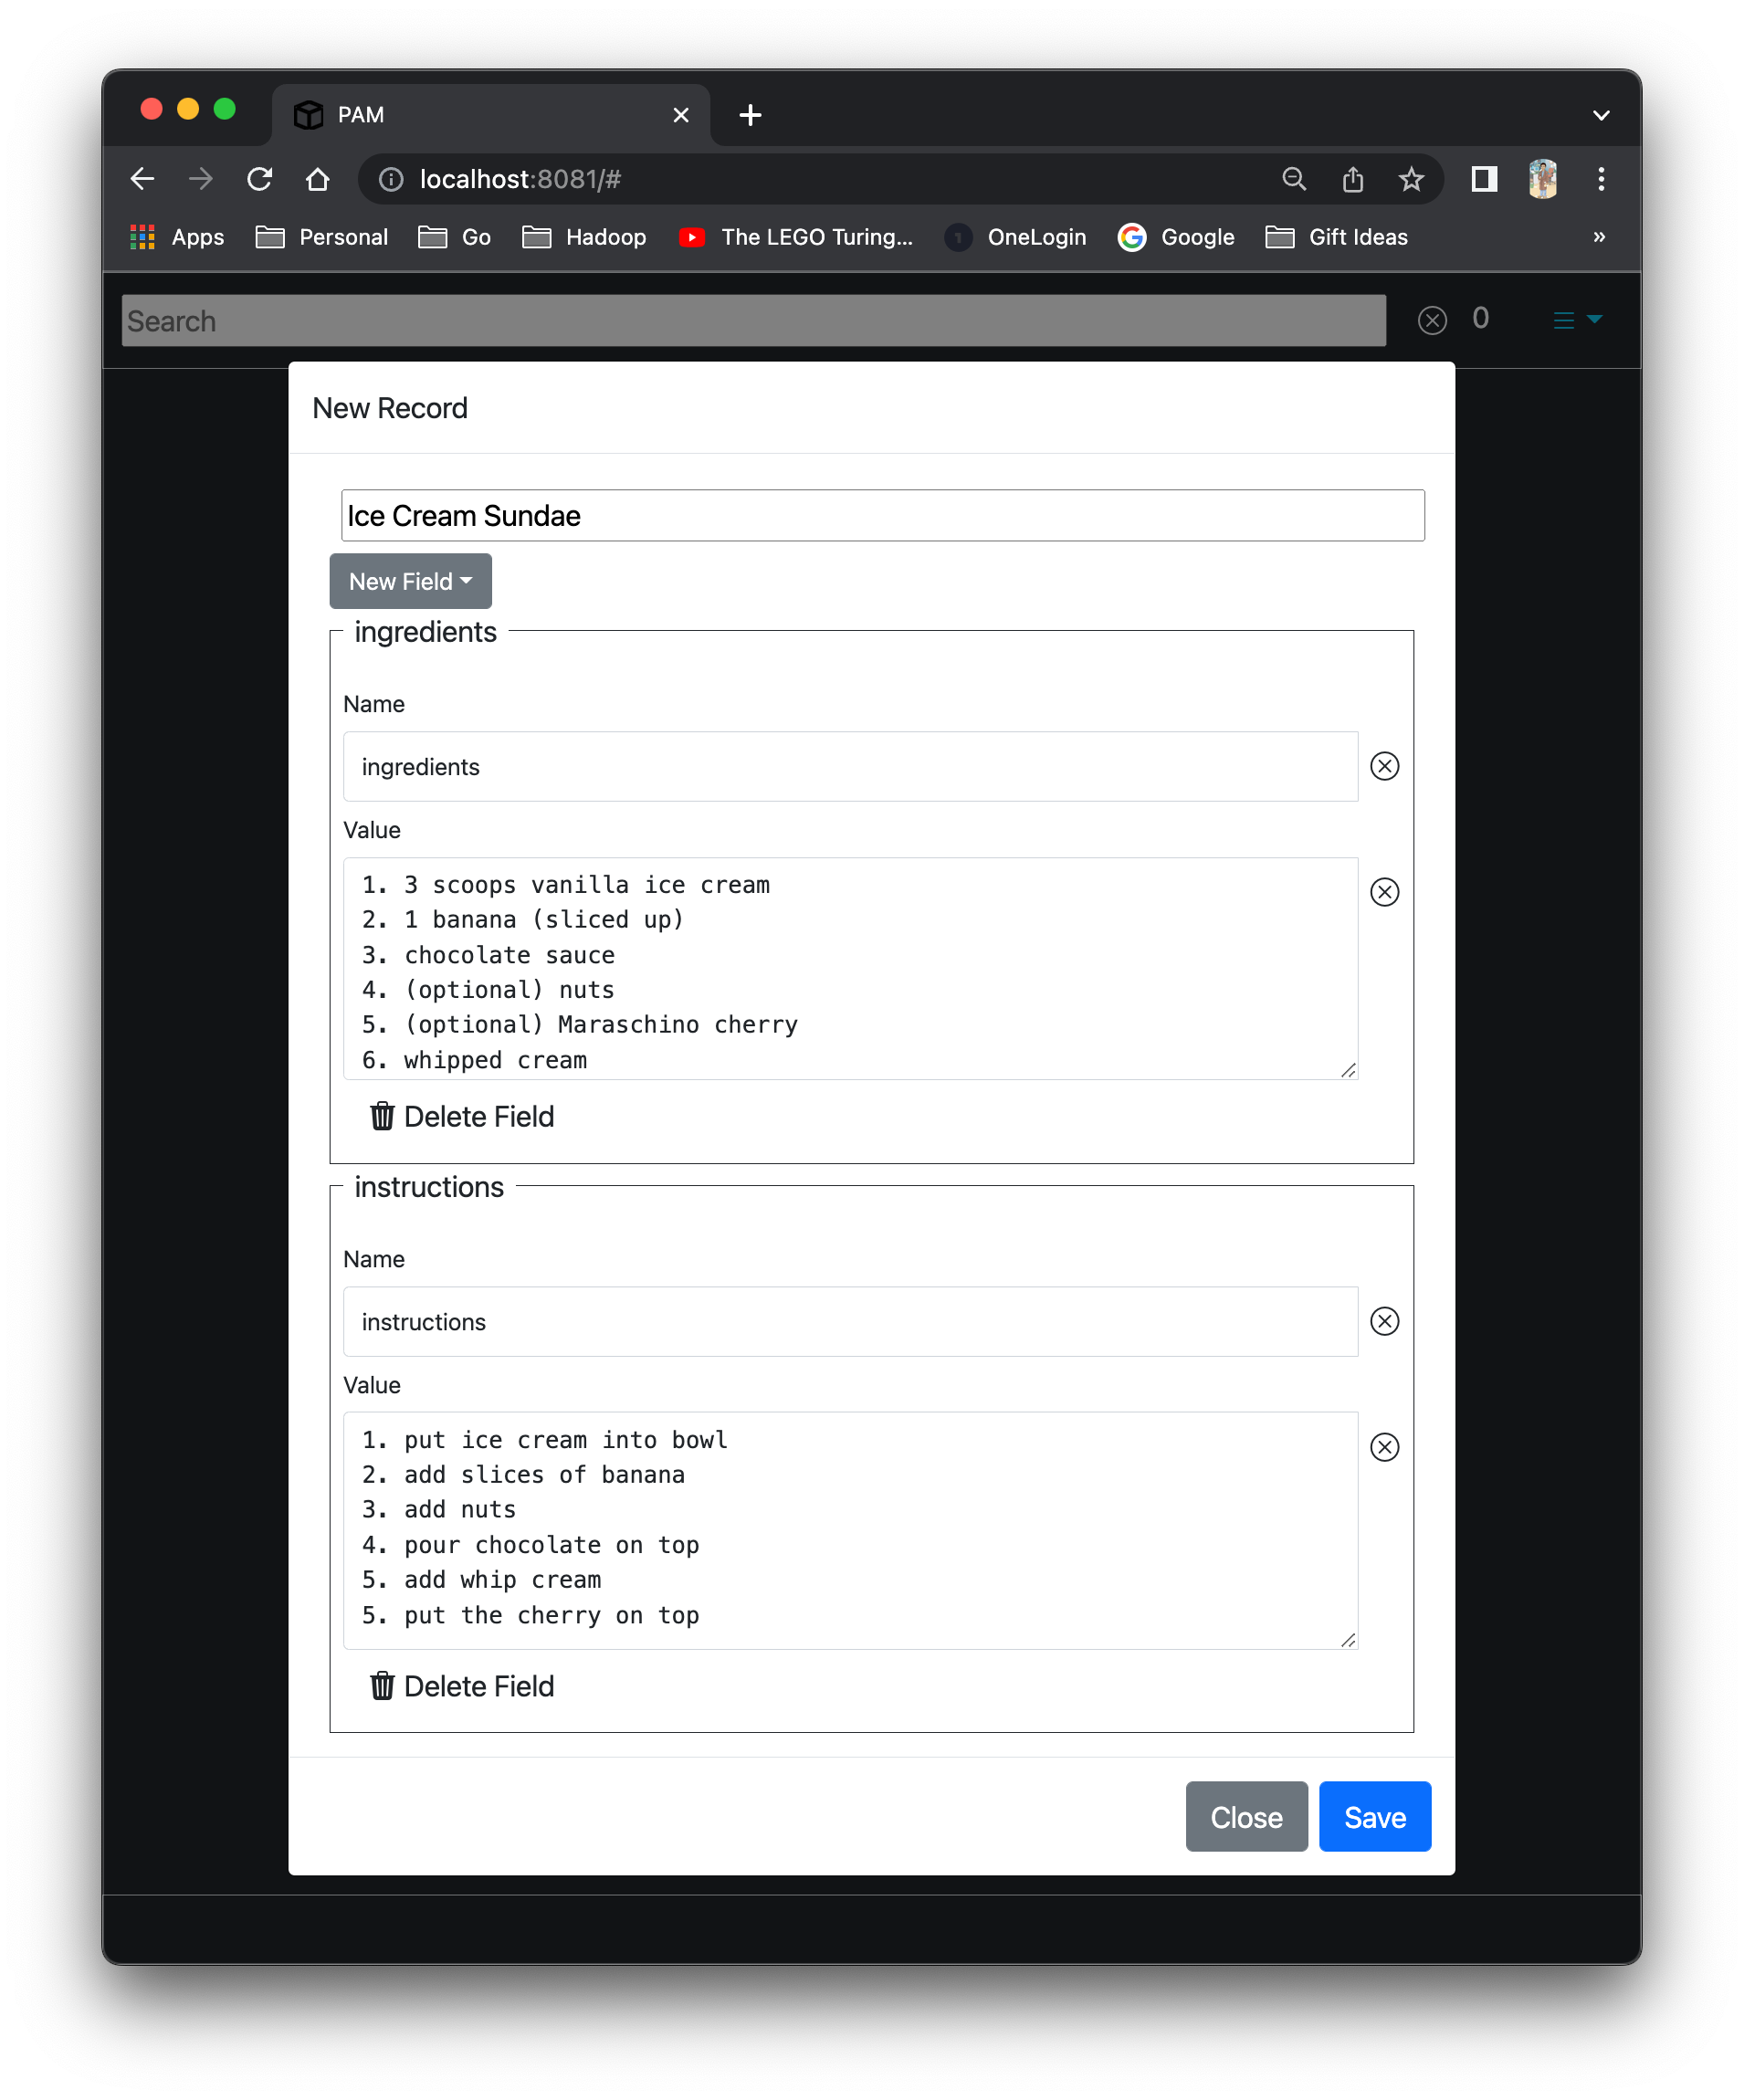 PAM
localhost:8081/#
Apps Personal Go Hadoop The LEGO Turing... OneLogin Google Gift Ideas »
Search 0
New Record
Ice Cream Sundae
New Field
ingredients
Name
ingredients
Value
1. 3 scoops vanilla ice cream
2. 1 banana (sliced up)
3. chocolate sauce
4. (optional) nuts
5. (optional) Maraschino cherry
6. whipped cream
Delete Field
instructions
Name
instructions
Value
1. put ice cream into bowl
2. add slices of banana
3. add nuts
4. pour chocolate on top
5. add whip cream
5. put the cherry on top
Delete Field
Close Save